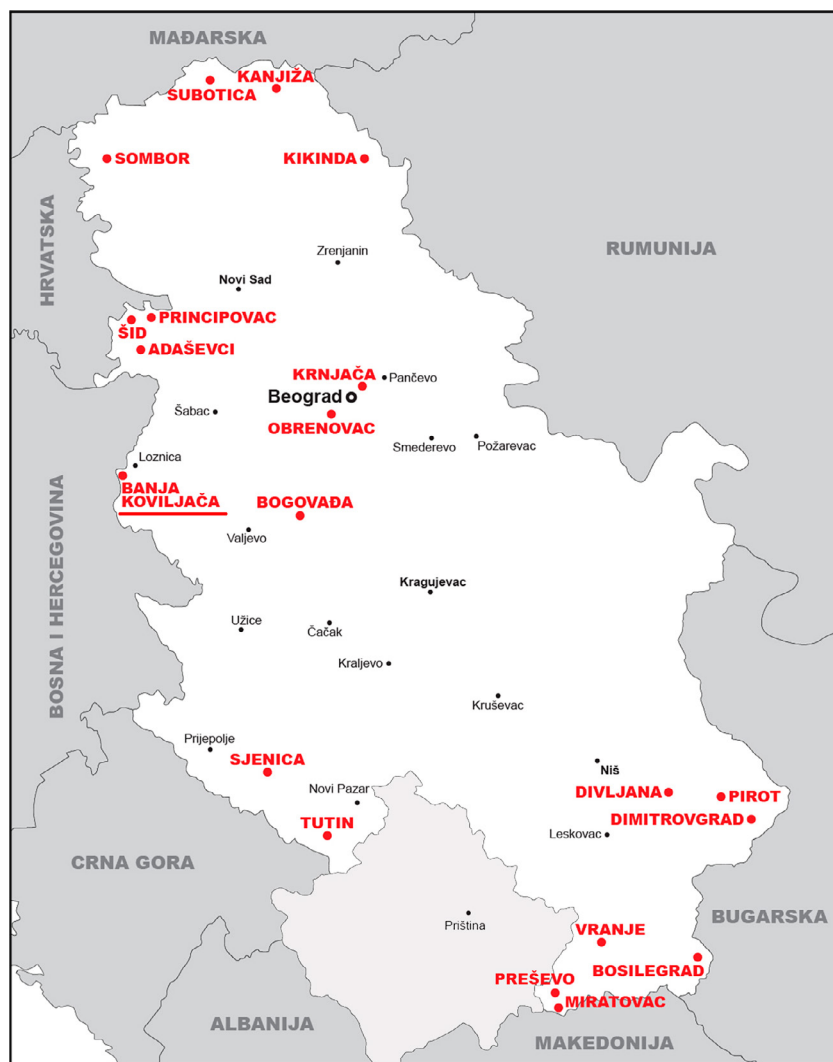 MAĐARSKA
KANJIŽA
SUBOTICA
SOMBOR
KIKINDA
HRVATSKA
RUMUNIJA
Zrenjanin
Novi Sad
PRINCIPOVAC
ŠID
ADAŠEVCI
KRNJAČA
Pančevo
Beograd
Šabac
OBRENOVAC
Smederevo
Požarevac
Loznica
BANJA
KOVILJAČA
BOGOVAĐA
Valjevo
BOSNA I HERCEGOVINA
Kragujevac
Užice
Čačak
Kraljevo
Kruševac
Prijepolje
SJENICA
Niš
Novi Pazar
DIVLJANA
PIROT
TUTIN
DIMITROVGRAD
Leskovac
CRNA GORA
BUGARSKA
Priština
VRANJE
BOSILEGRAD
PREŠEVO
MIRATOVAC
ALBANIJA
MAKEDONIJA